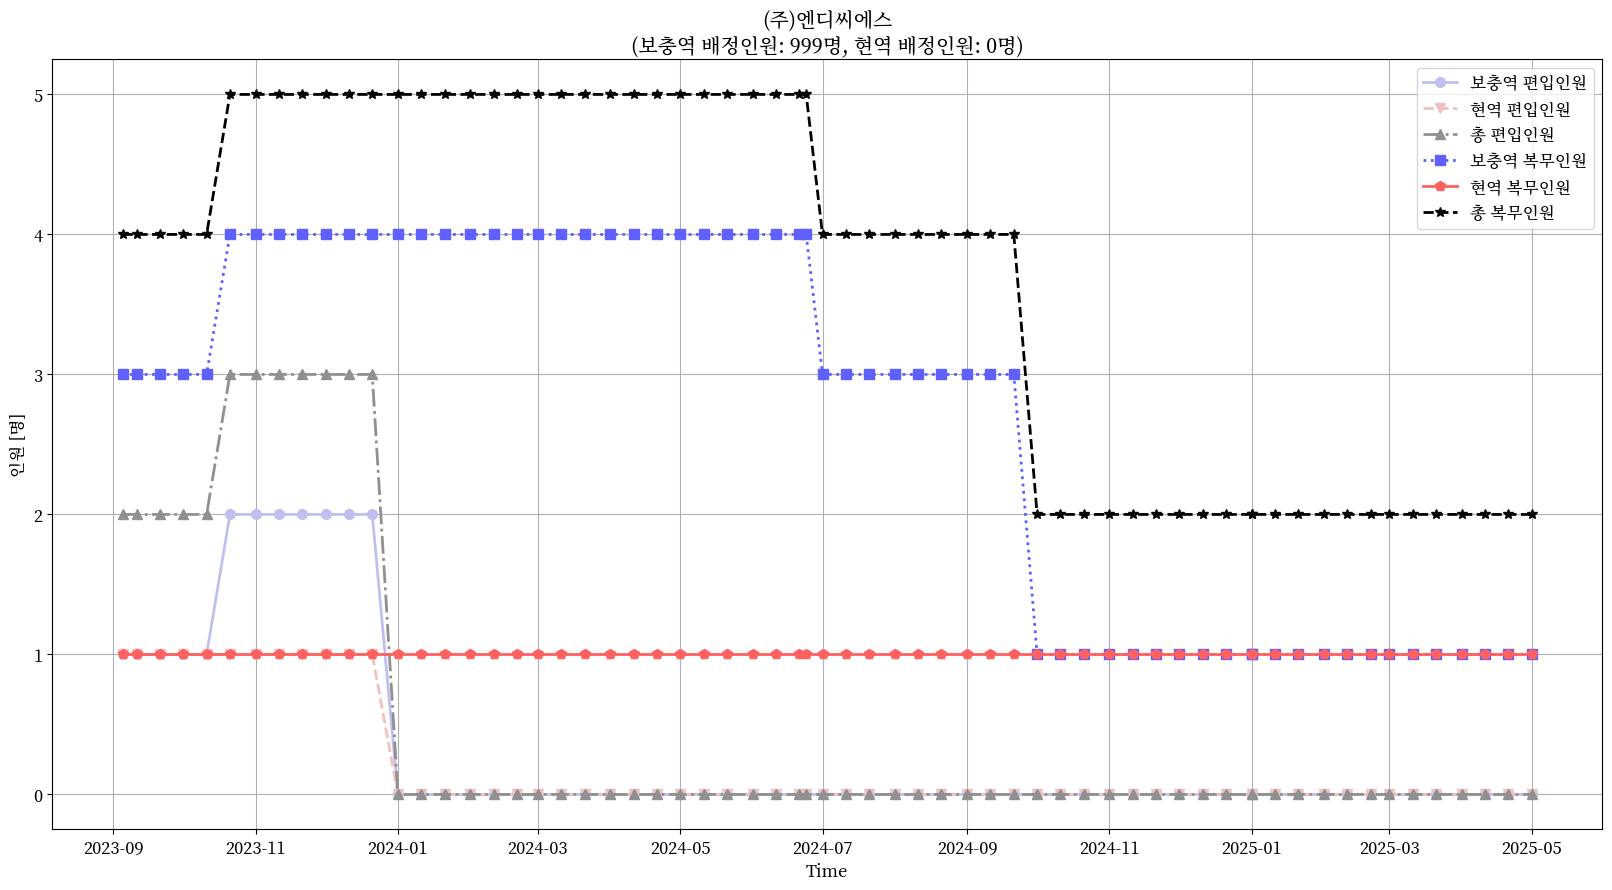 (주)엔디씨에스
(보충역 배정인원: 999명, 현역 배정인원: 0명)
보충역 편입인원
현역 편입인원
총 편입인원
보충역 복무인원
현역 복무인원
총 복무인원
인원 [명]
5
4
3
2
1
0
2023-09 2023-11 2024-01 2024-03 2024-05 2024-07 2024-09 2024-11 2025-01 2025-03 2025-05
Time